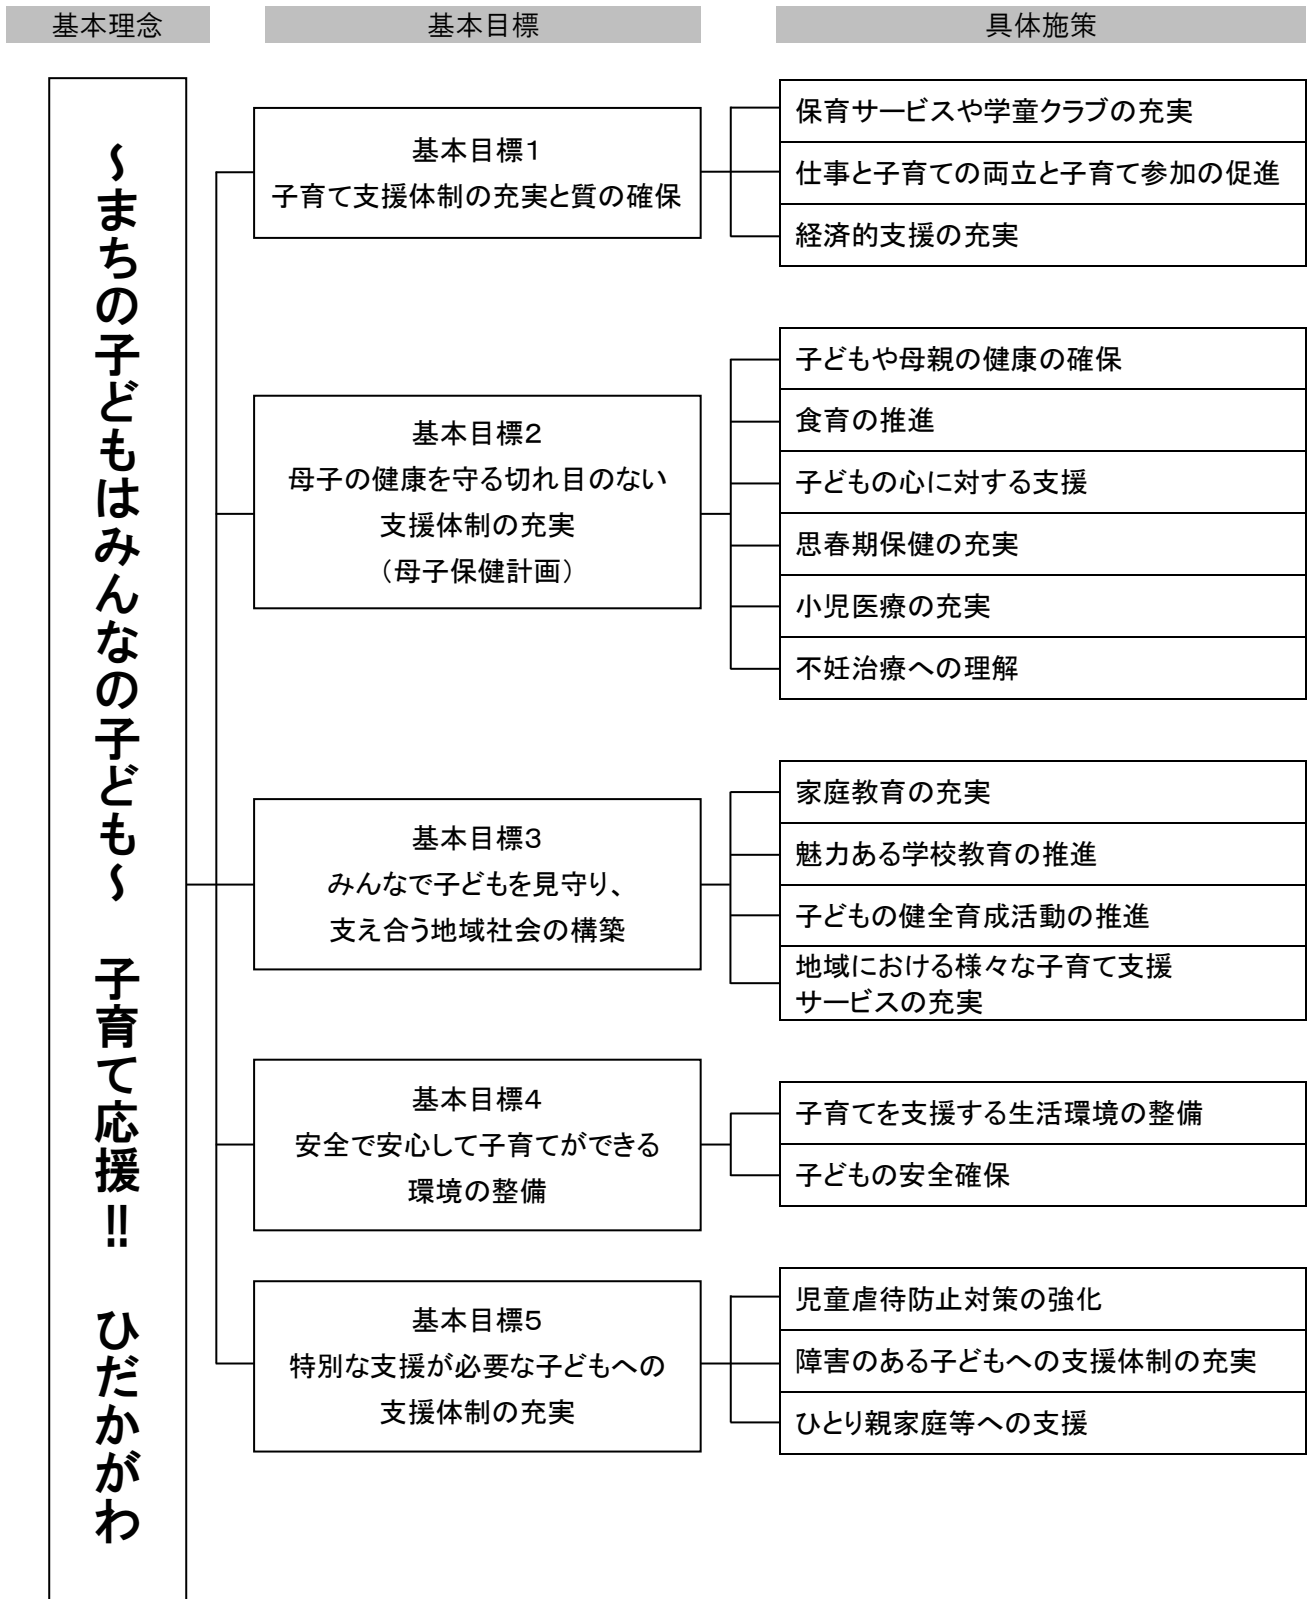 基本理念
基本目標
具体施策
~まちの子どもはみんなの子ども~ 子育て応援!! ひだかがわ
基本目標1
子育て支援体制の充実と質の確保
保育サービスや学童クラブの充実
仕事と子育ての両立と子育て参加の促進
経済的支援の充実
基本目標2
母子の健康を守る切れ目のない
支援体制の充実
(母子保健計画)
子どもや母親の健康の確保
食育の推進
子どもの心に対する支援
思春期保健の充実
小児医療の充実
不妊治療への理解
基本目標3
みんなで子どもを見守り、
支え合う地域社会の構築
家庭教育の充実
魅力ある学校教育の推進
子どもの健全育成活動の推進
地域における様々な子育て支援
サービスの充実
基本目標4
安全で安心して子育てができる
環境の整備
子育てを支援する生活環境の整備
子どもの安全確保
基本目標5
特別な支援が必要な子どもへの
支援体制の充実
児童虐待防止対策の強化
障害のある子どもへの支援体制の充実
ひとり親家庭等への支援